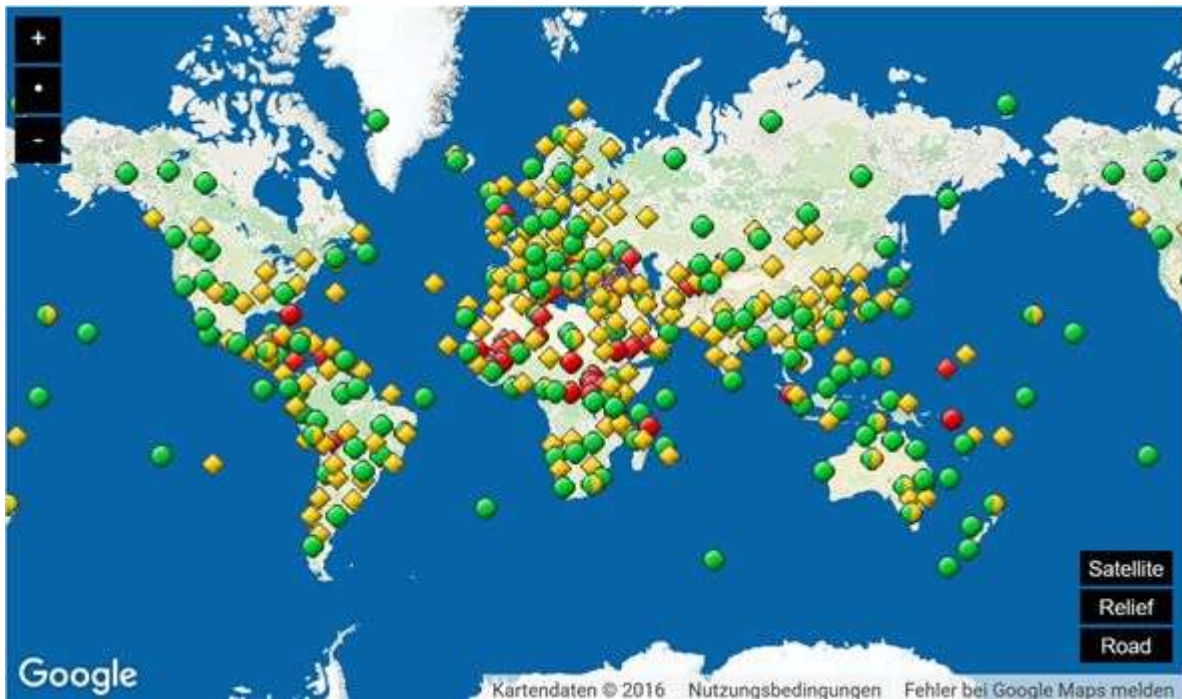 +
•
-
Satellite
Relief
Road
Google
Kartendaten © 2016 Nutzungsbedingungen Fehler bei Google Maps melden